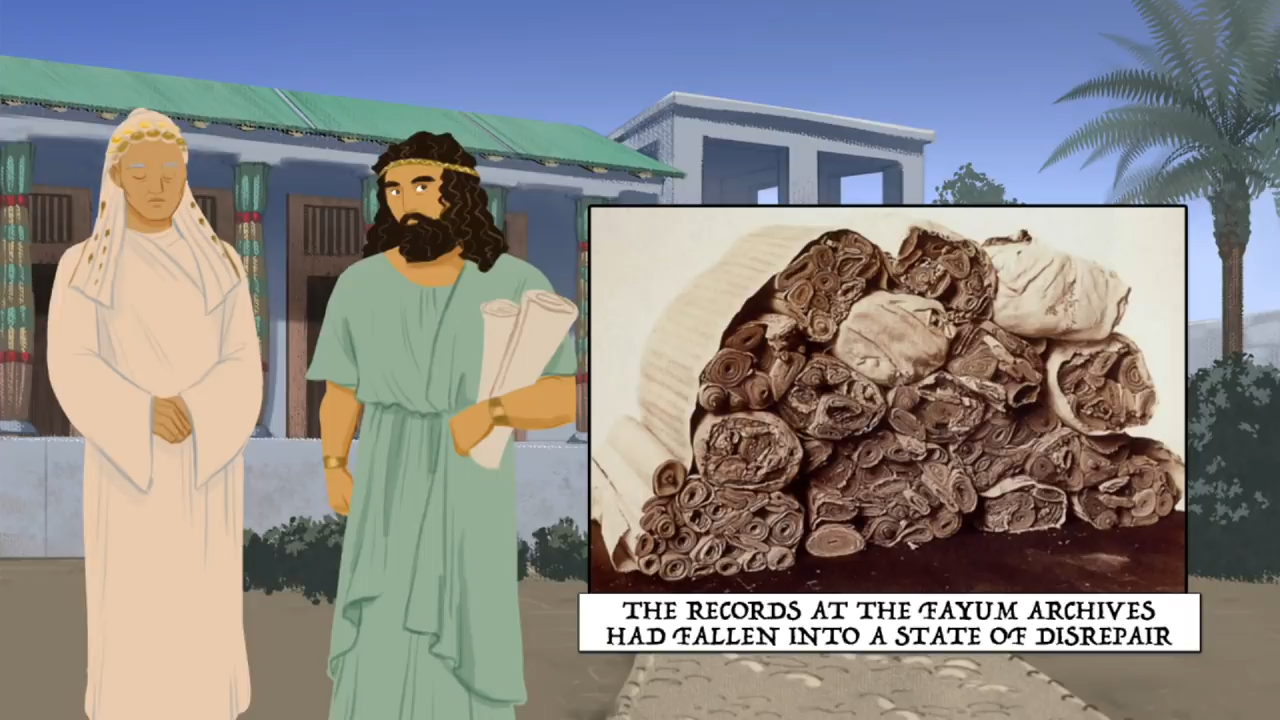 THE RECORDS AT THE FAYUM ARCHIVES
HAD FALLEN INTO A STATE OF DISREPAIR